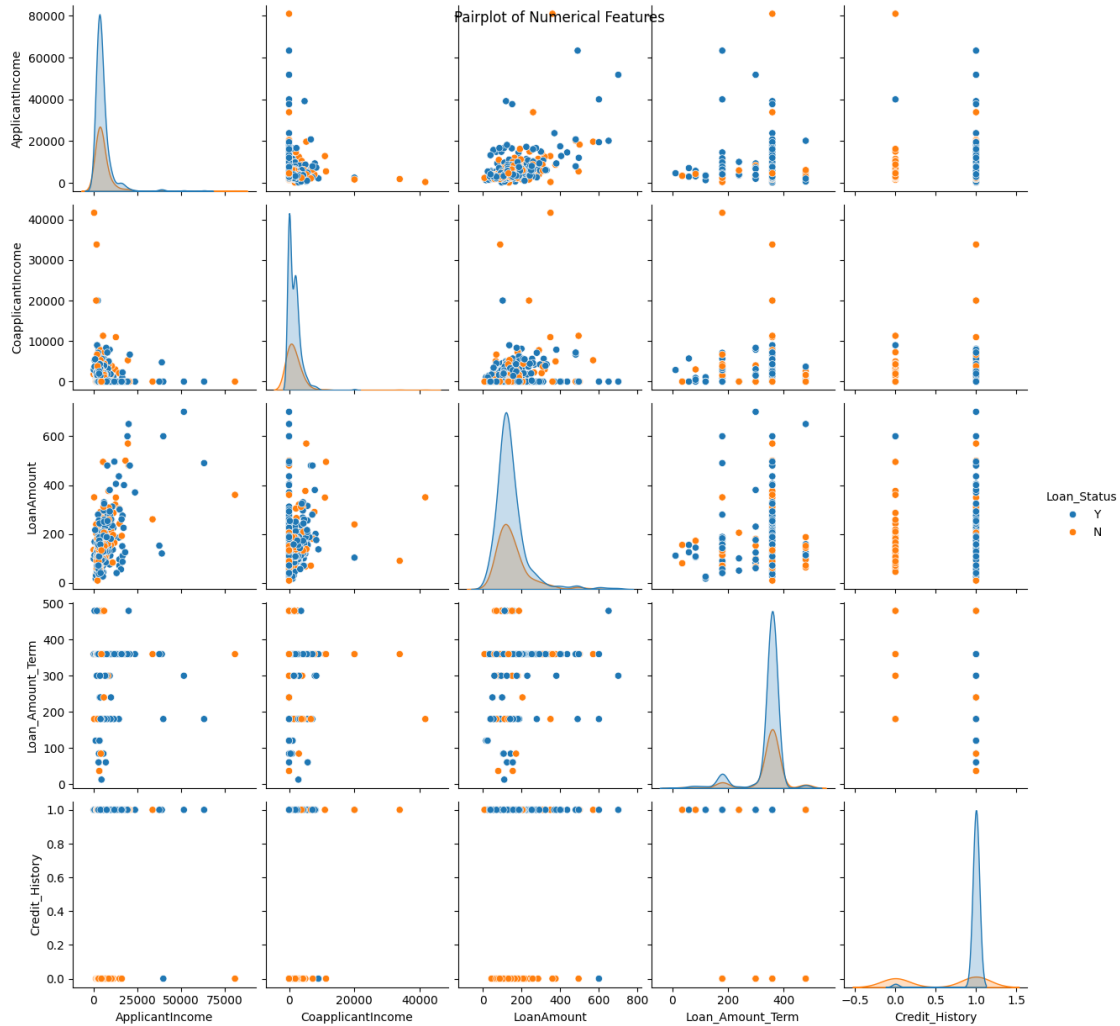 Pairplot of Numerical Features
80000
60000
40000
20000
0
ApplicantIncome
40000
30000
20000
10000
0
CoapplicantIncome
600
400
200
0
LoanAmount
500
400
300
200
100
0
Loan_Amount_Term
1.0
0.8
0.6
0.4
0.2
0.0
Credit_History
0 25000 50000 75000
ApplicantIncome
0 20000 40000
CoapplicantIncome
0 200 400 600 800
LoanAmount
0 200 400
Loan_Amount_Term
−0.5 0.0 0.5 1.0 1.5
Credit_History
Loan_Status
Y
N